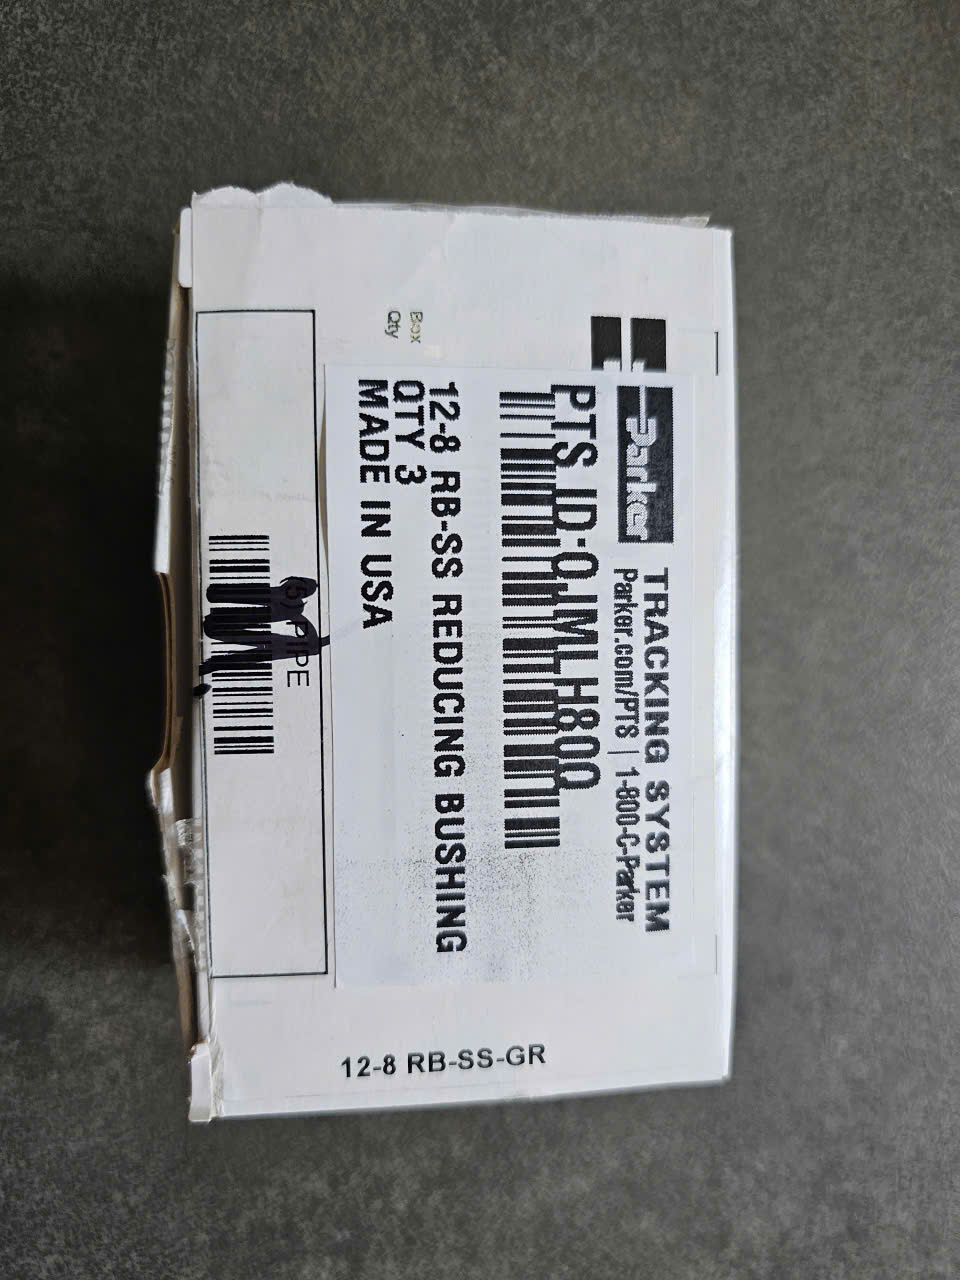 Parker
TRACKING SYSTEM
Parker.com/PTS | 1-800-C-Parker
PTS ID:
12-8 RB-SS REDUCING BUSHING
QTY 3
MADE IN USA
Box
Qty
PIPE
12-8 RB-SS-GR